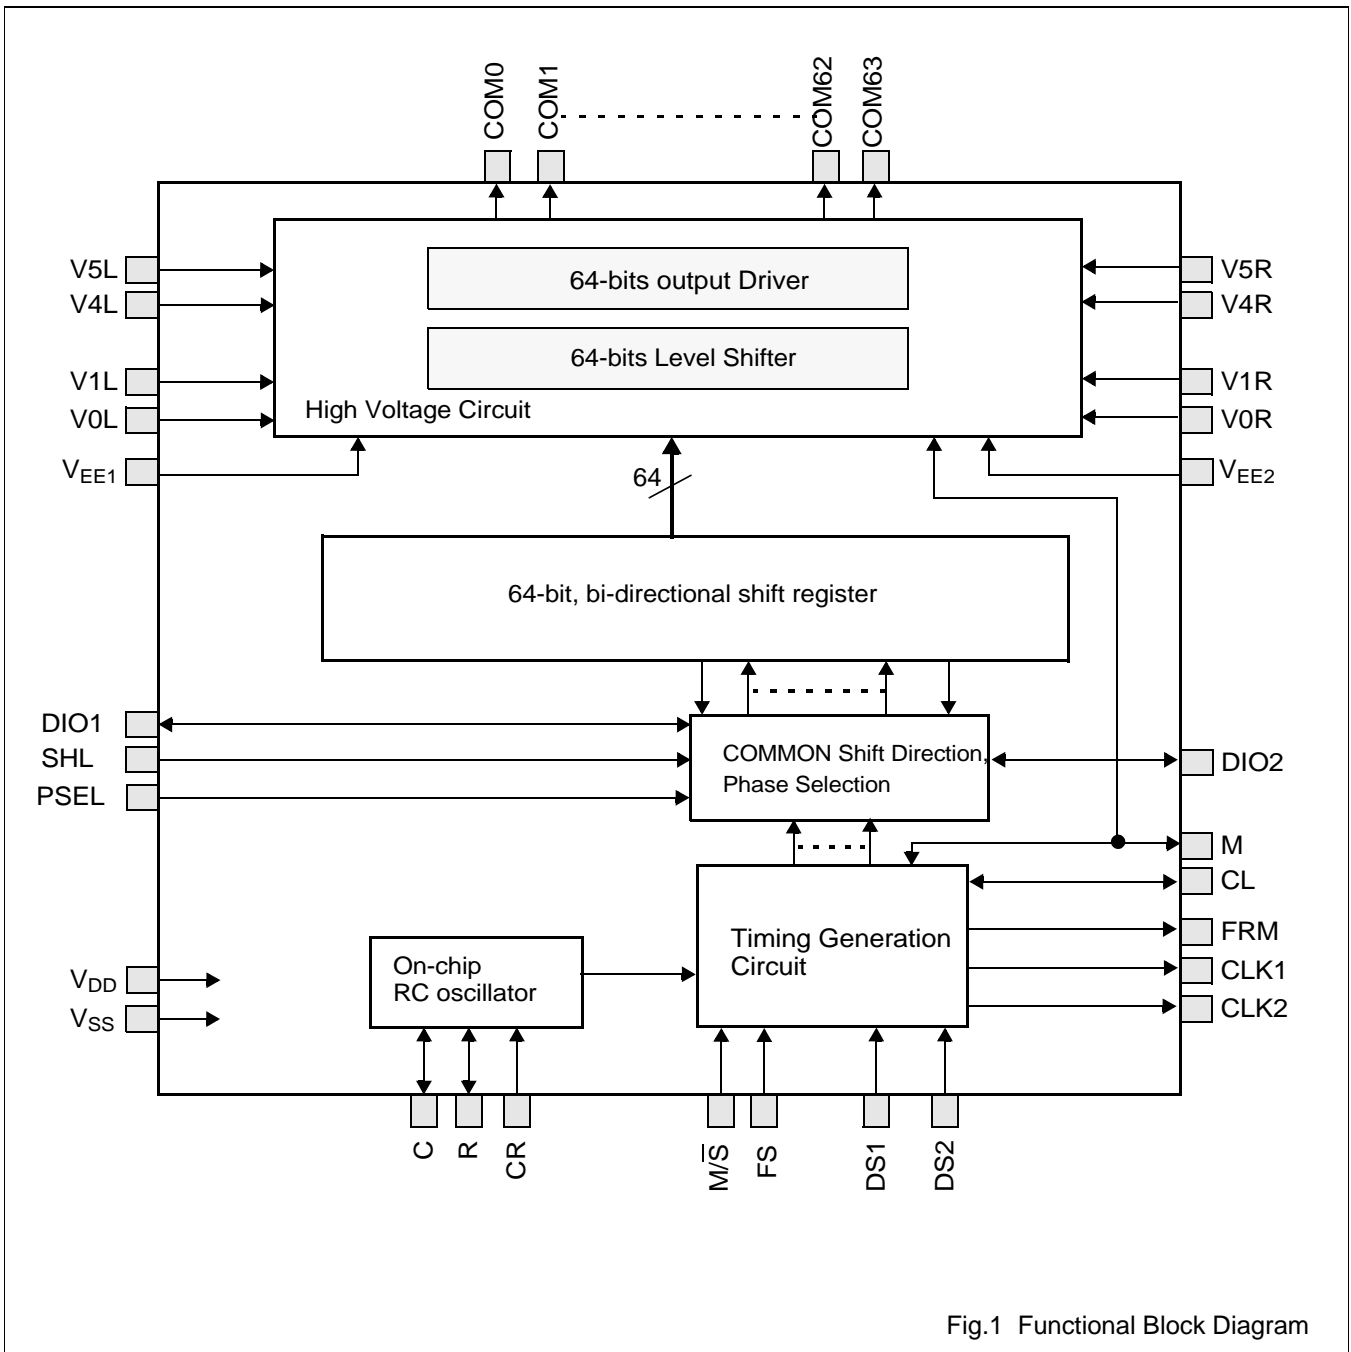 COM0
COM1
COM62
COM63
V5L
V4L
V1L
V0L
VEE1
V5R
V4R
V1R
V0R
VEE2
64-bits output Driver
64-bits Level Shifter
High Voltage Circuit
64
64-bit, bi-directional shift register
DIO1
SHL
PSEL
COMMON Shift Direction,
Phase Selection
DIO2
M
CL
FRM
CLK1
CLK2
Timing Generation
Circuit
On-chip
RC oscillator
VDD
VSS
C
R
CR
M/S̅
FS
DS1
DS2
Fig.1 Functional Block Diagram